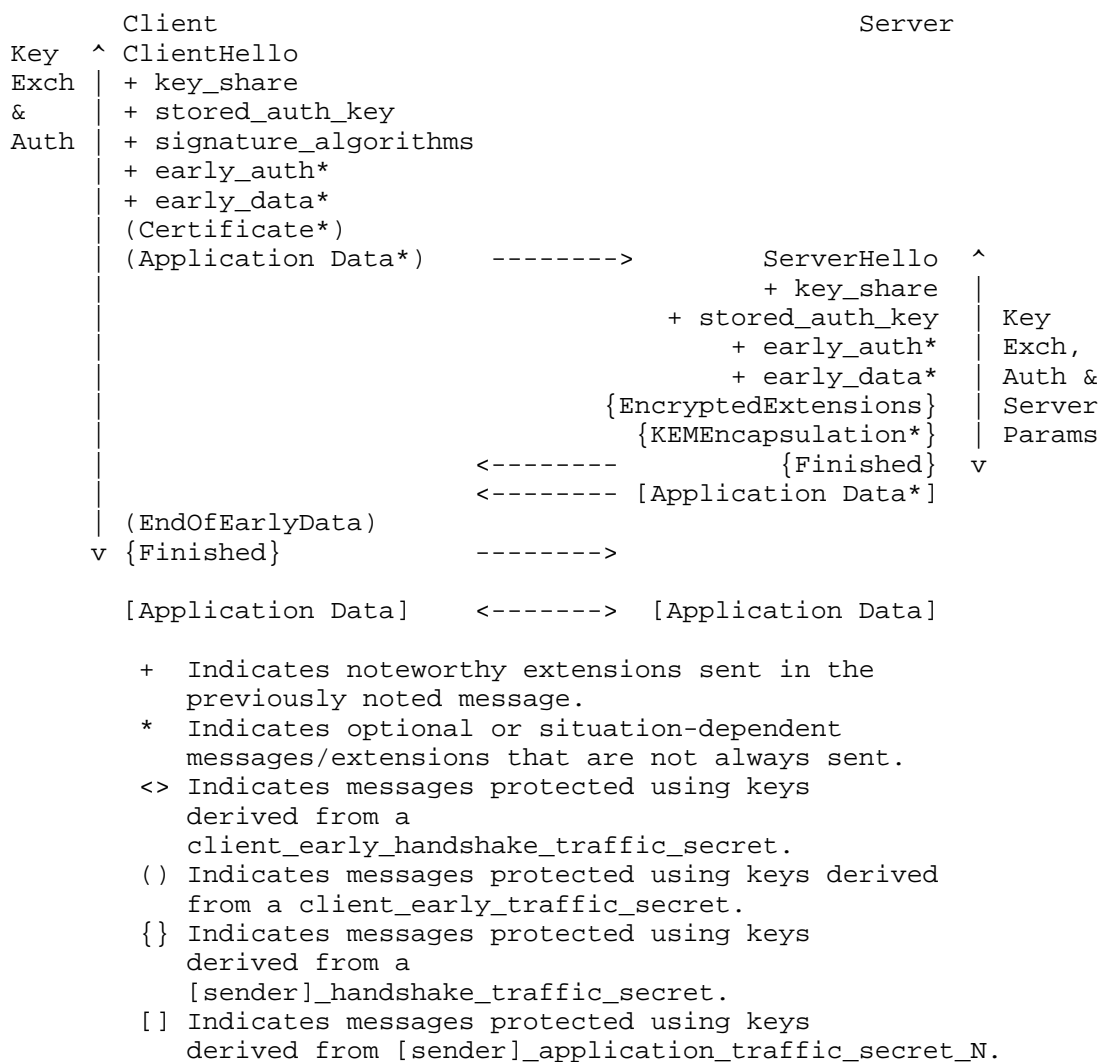 Client                                           Server
Key  ^ ClientHello
Exch | + key_share
&    | + stored_auth_key
Auth | + signature_algorithms
     | + early_auth*
     | + early_data*
     | (Certificate*)
     | (Application Data*)    -------->        ServerHello  ^
     |                                         + key_share  |
     |                                   + stored_auth_key  | Key
     |                                       + early_auth*  | Exch,
     |                                       + early_data*  | Auth &
     |                               {EncryptedExtensions}  | Server
     |                                 {KEMEncapsulation*}  | Params
     |                       <--------          {Finished}  v
     |                       <-------- [Application Data*]
     | (EndOfEarlyData)
     v {Finished}            -------->

       [Application Data]    <------->  [Application Data]

        +  Indicates noteworthy extensions sent in the
           previously noted message.
        *  Indicates optional or situation-dependent
           messages/extensions that are not always sent.
        <> Indicates messages protected using keys
           derived from a
           client_early_handshake_traffic_secret.
        () Indicates messages protected using keys derived
           from a client_early_traffic_secret.
        {} Indicates messages protected using keys
           derived from a
           [sender]_handshake_traffic_secret.
        [] Indicates messages protected using keys
           derived from [sender]_application_traffic_secret_N.